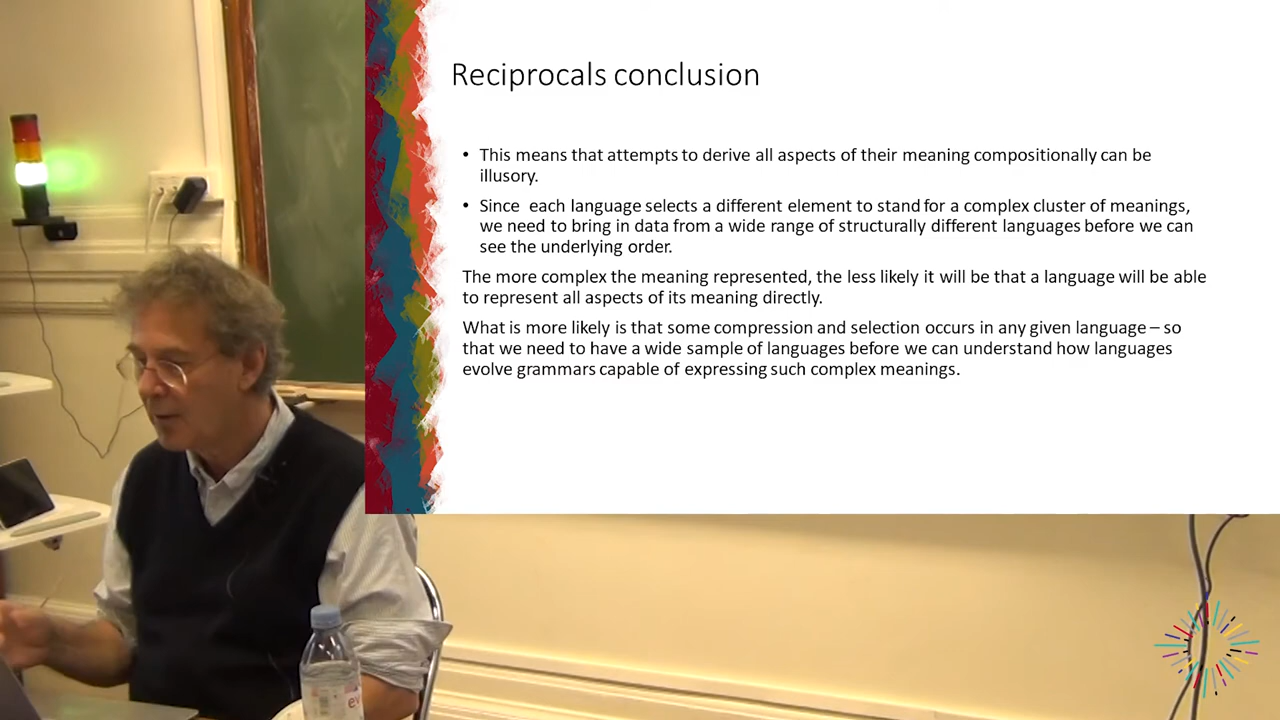 Reciprocals conclusion
• This means that attempts to derive all aspects of their meaning compositionally can be
illusory.
• Since each language selects a different element to stand for a complex cluster of meanings,
we need to bring in data from a wide range of structurally different languages before we can
see the underlying order.
The more complex the meaning represented, the less likely it will be that a language will be able
to represent all aspects of its meaning directly.
What is more likely is that some compression and selection occurs in any given language – so
that we need to have a wide sample of languages before we can understand how languages
evolve grammars capable of expressing such complex meanings.